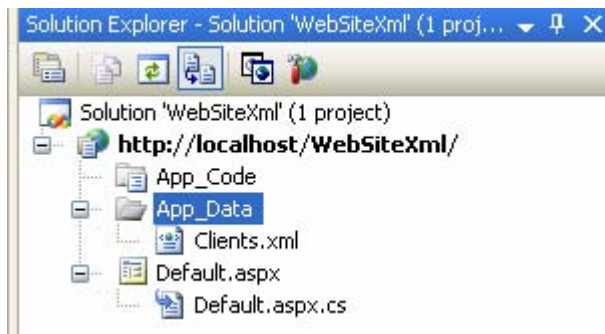 Solution Explorer - Solution 'WebSiteXml' (1 proj...
Solution 'WebSiteXml' (1 project)
http://localhost/WebSiteXml/
App_Code
App_Data
Clients.xml
Default.aspx
Default.aspx.cs